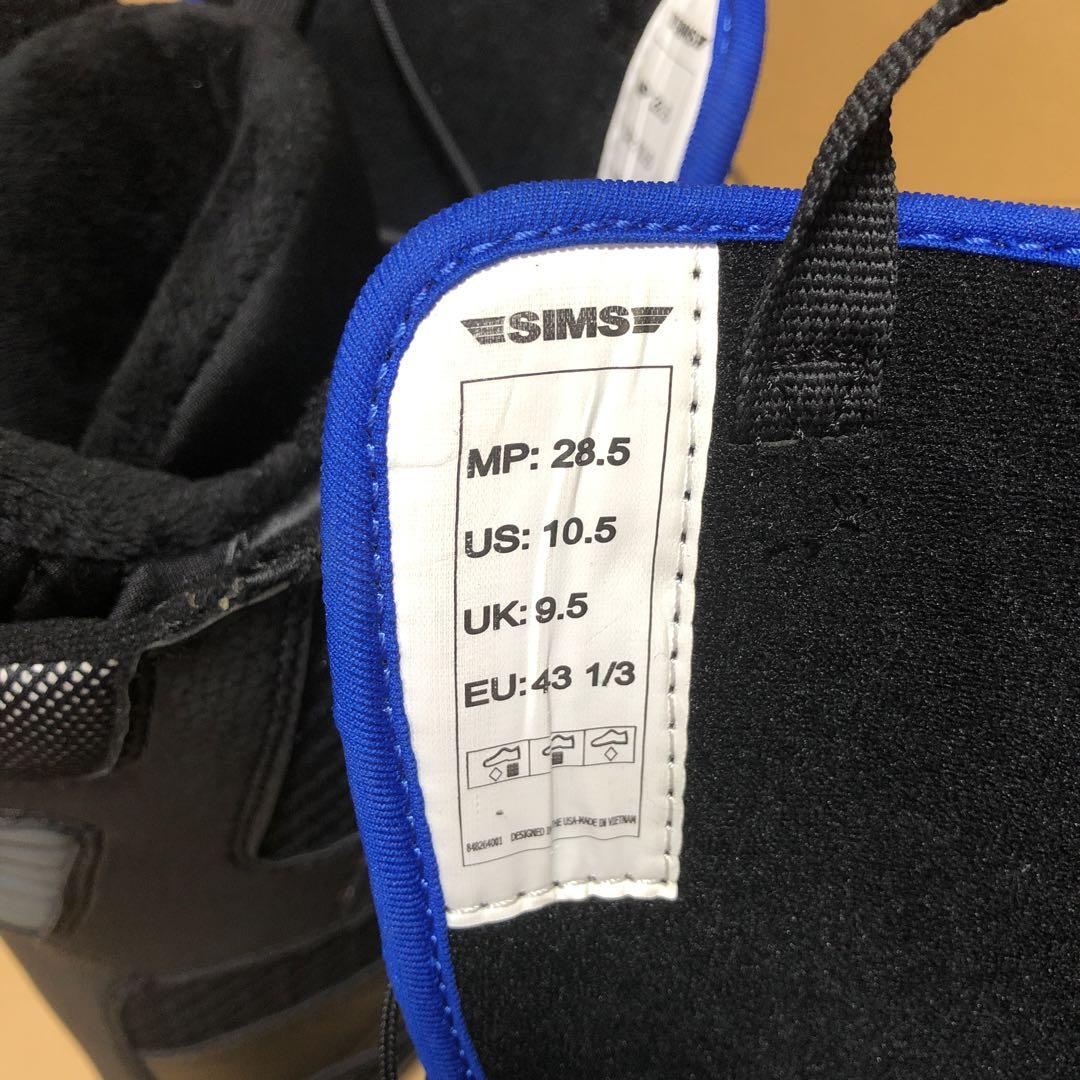 SIMS
MP: 28.5
US: 10.5
UK: 9.5
EU: 43 1/3
840264001 DESIGNED IN THE USA-MADE IN VIETNAM